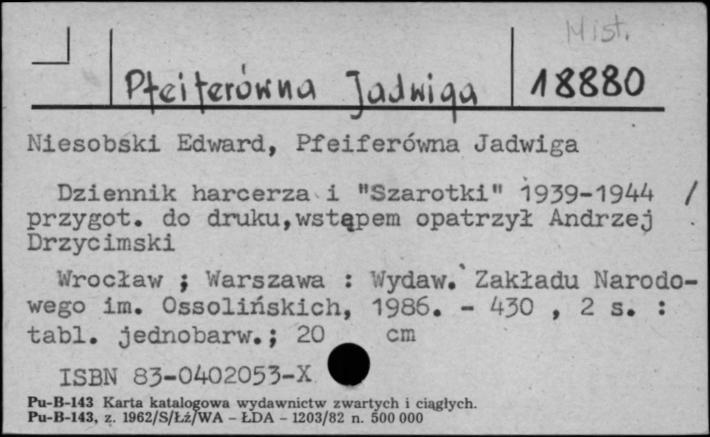 Hist.
Pfeiferówna Jadwiga
18880
Niesobski Edward, Pfeiferówna Jadwiga
Dziennik harcerza i "Szarotki" 1939-1944 /
przygot. do druku,wstępem opatrzył Andrzej
Drzycimski
Wrocław ; Warszawa : Wydaw. Zakładu Narodo-
wego im. Ossolińskich, 1986. - 430 , 2 s. :
tabl. jednobarw.; 20 cm
ISBN 83-0402053-X
Pu-B-143 Karta katalogowa wydawnictw zwartych i ciągłych.
Pu-B-143, z. 1962/S/Łź/WA - ŁDA - 1203/82 n. 500 000